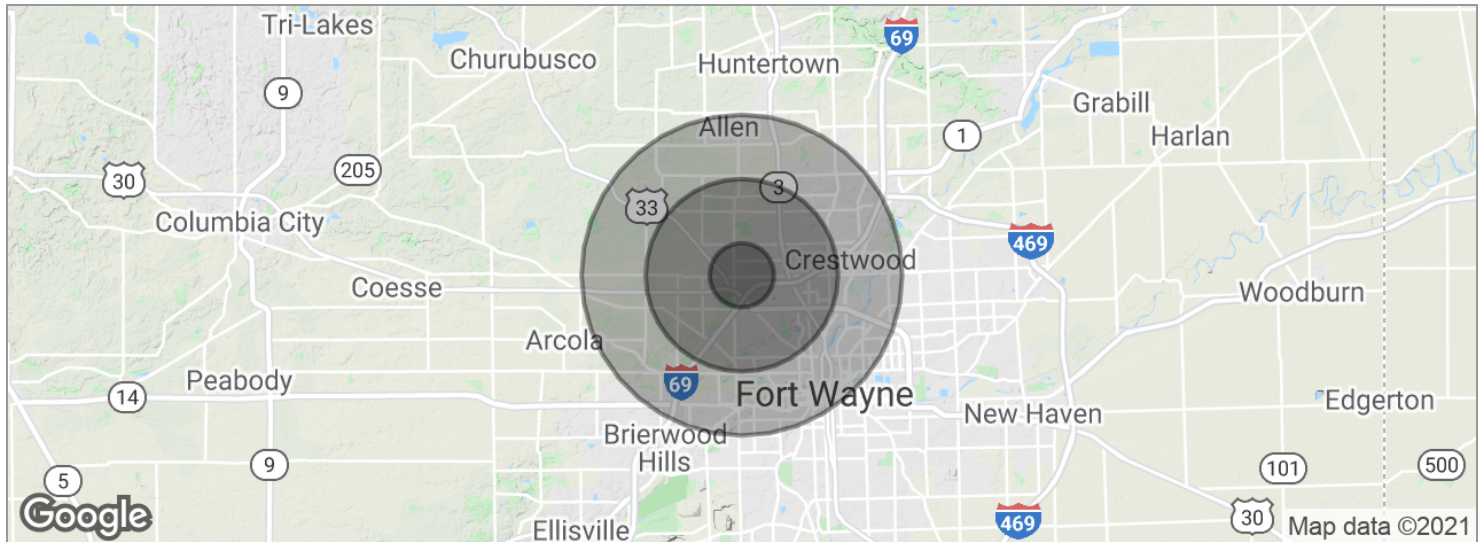 Tri-Lakes
69
Churubusco
Huntertown
9
Grabill
Allen
1
Harlan
205
30
3
33
Columbia City
469
Crestwood
Coesse
Woodburn
Arcola
Peabody
69
14
Fort Wayne
New Haven
Edgerton
Brierwood
Hills
9
101
500
5
Google
Ellisville
469
30
Map data ©2021